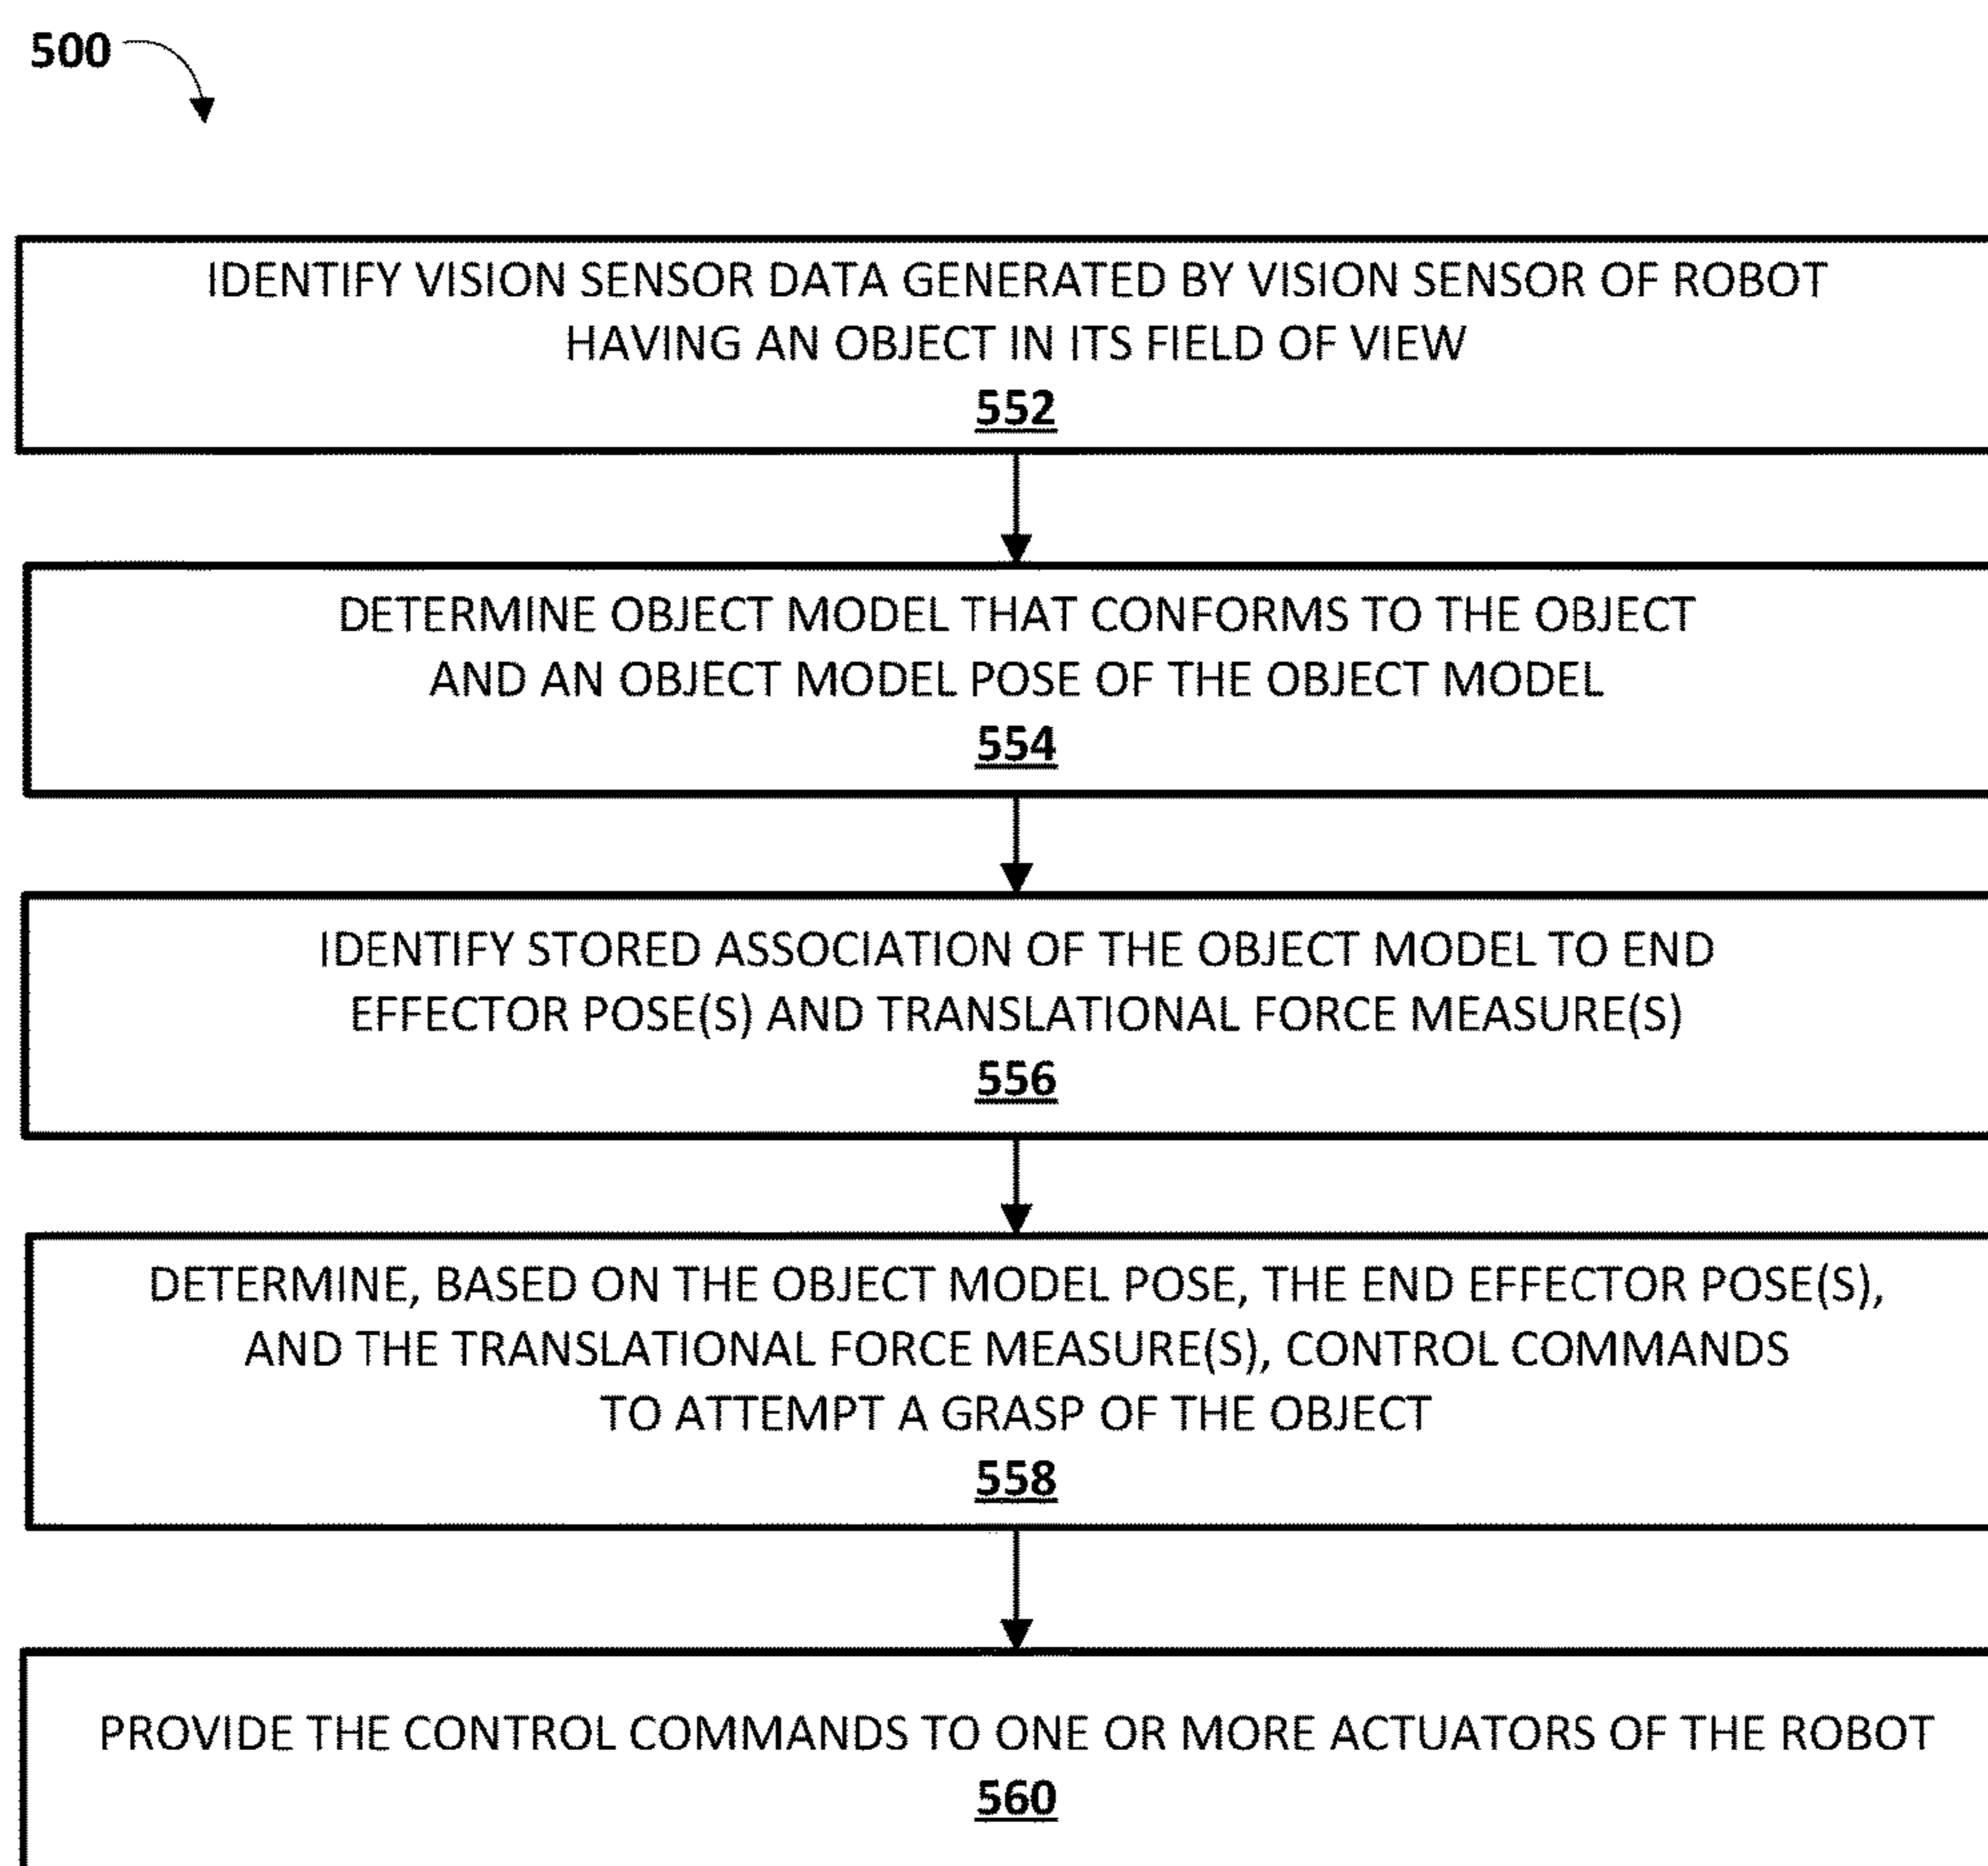 500
IDENTIFY VISION SENSOR DATA GENERATED BY VISION SENSOR OF ROBOT
HAVING AN OBJECT IN ITS FIELD OF VIEW
552
DETERMINE OBJECT MODEL THAT CONFORMS TO THE OBJECT
AND AN OBJECT MODEL POSE OF THE OBJECT MODEL
554
IDENTIFY STORED ASSOCIATION OF THE OBJECT MODEL TO END
EFFECTOR POSE(S) AND TRANSLATIONAL FORCE MEASURE(S)
556
DETERMINE, BASED ON THE OBJECT MODEL POSE, THE END EFFECTOR POSE(S),
AND THE TRANSLATIONAL FORCE MEASURE(S), CONTROL COMMANDS
TO ATTEMPT A GRASP OF THE OBJECT
558
PROVIDE THE CONTROL COMMANDS TO ONE OR MORE ACTUATORS OF THE ROBOT
560